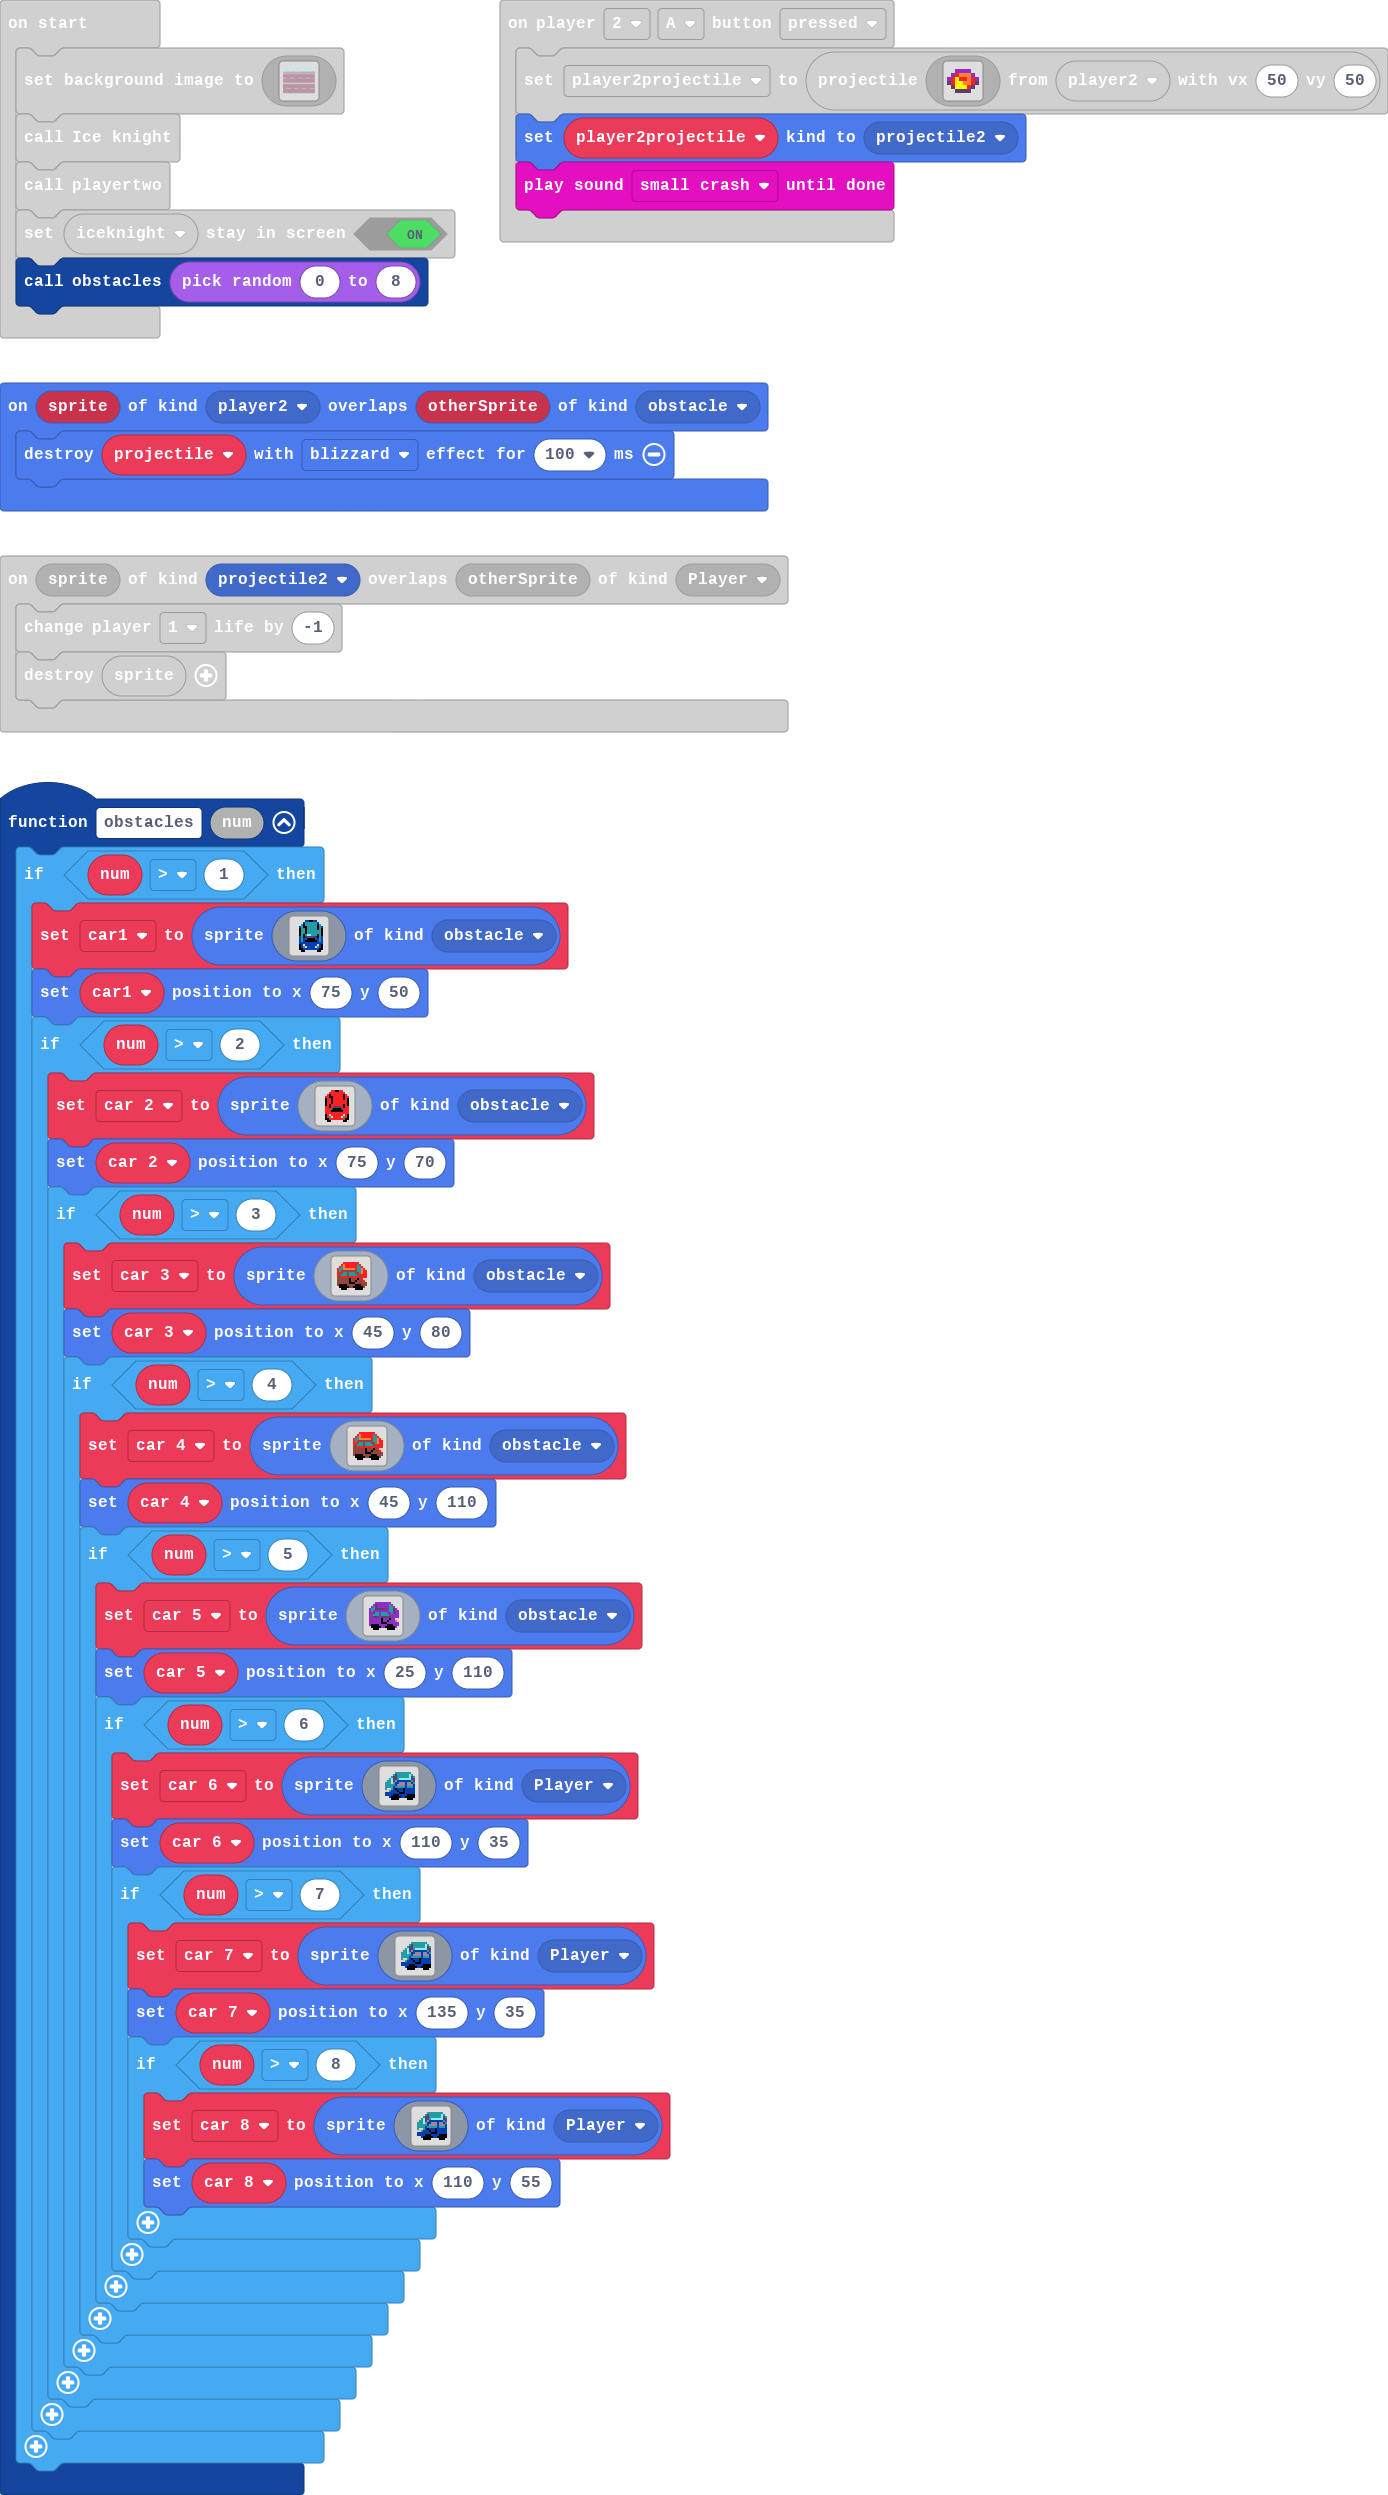 on start
set background image to
call Ice knight
call playertwo
set iceknight stay in screen ON
call obstacles pick random 0 to 8
on player 2 A button pressed
set player2projectile to projectile from player2 with vx 50 vy 50
set player2projectile kind to projectile2
play sound small crash until done
on sprite of kind player2 overlaps otherSprite of kind obstacle
destroy projectile with blizzard effect for 100 ms
on sprite of kind projectile2 overlaps otherSprite of kind Player
change player 1 life by -1
destroy sprite
function obstacles num
if num > 1 then
set car1 to sprite of kind obstacle
set car1 position to x 75 y 50
if num > 2 then
set car 2 to sprite of kind obstacle
set car 2 position to x 75 y 70
if num > 3 then
set car 3 to sprite of kind obstacle
set car 3 position to x 45 y 80
if num > 4 then
set car 4 to sprite of kind obstacle
set car 4 position to x 45 y 110
if num > 5 then
set car 5 to sprite of kind obstacle
set car 5 position to x 25 y 110
if num > 6 then
set car 6 to sprite of kind Player
set car 6 position to x 110 y 35
if num > 7 then
set car 7 to sprite of kind Player
set car 7 position to x 135 y 35
if num > 8 then
set car 8 to sprite of kind Player
set car 8 position to x 110 y 55